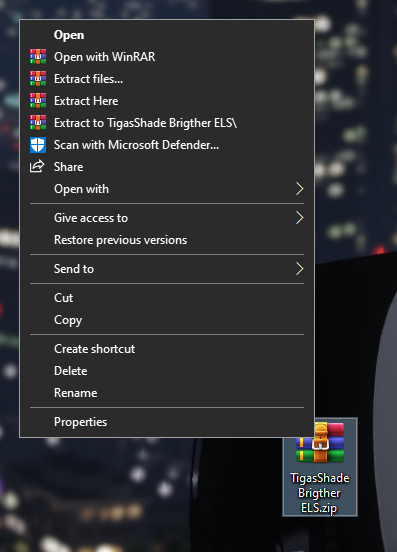 Open
Open with WinRAR
Extract files...
Extract Here
Extract to TigasShade Brigther ELS\
Scan with Microsoft Defender...
Share
Open with
Give access to
Restore previous versions
Send to
Cut
Copy
Create shortcut
Delete
Rename
Properties
TigasShade
Brigther
ELS.zip